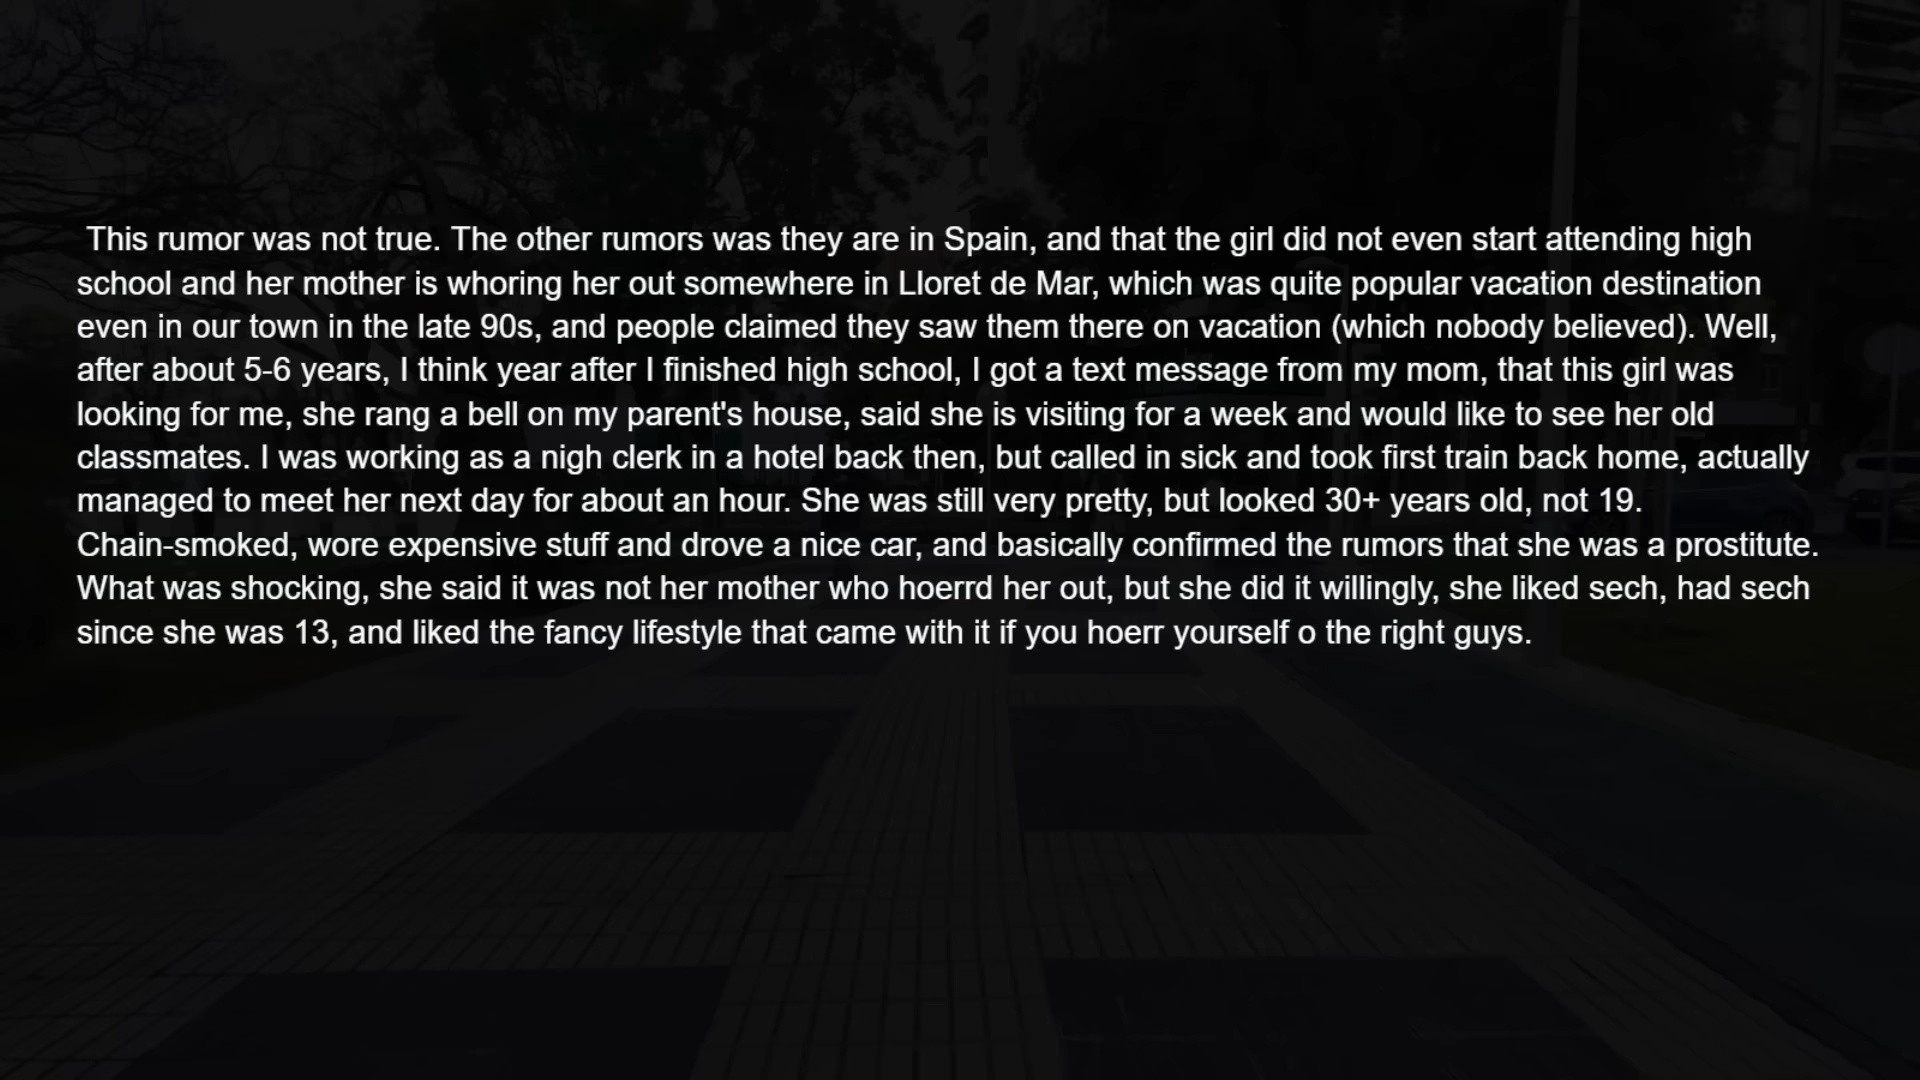 This rumor was not true. The other rumors was they are in Spain, and that the girl did not even start attending high
school and her mother is whoring her out somewhere in Lloret de Mar, which was quite popular vacation destination
even in our town in the late 90s, and people claimed they saw them there on vacation (which nobody believed). Well,
after about 5-6 years, I think year after I finished high school, I got a text message from my mom, that this girl was
looking for me, she rang a bell on my parent's house, said she is visiting for a week and would like to see her old
classmates. I was working as a nigh clerk in a hotel back then, but called in sick and took first train back home, actually
managed to meet her next day for about an hour. She was still very pretty, but looked 30+ years old, not 19.
Chain-smoked, wore expensive stuff and drove a nice car, and basically confirmed the rumors that she was a prostitute.
What was shocking, she said it was not her mother who hoerrd her out, but she did it willingly, she liked sech, had sech
since she was 13, and liked the fancy lifestyle that came with it if you hoerr yourself o the right guys.